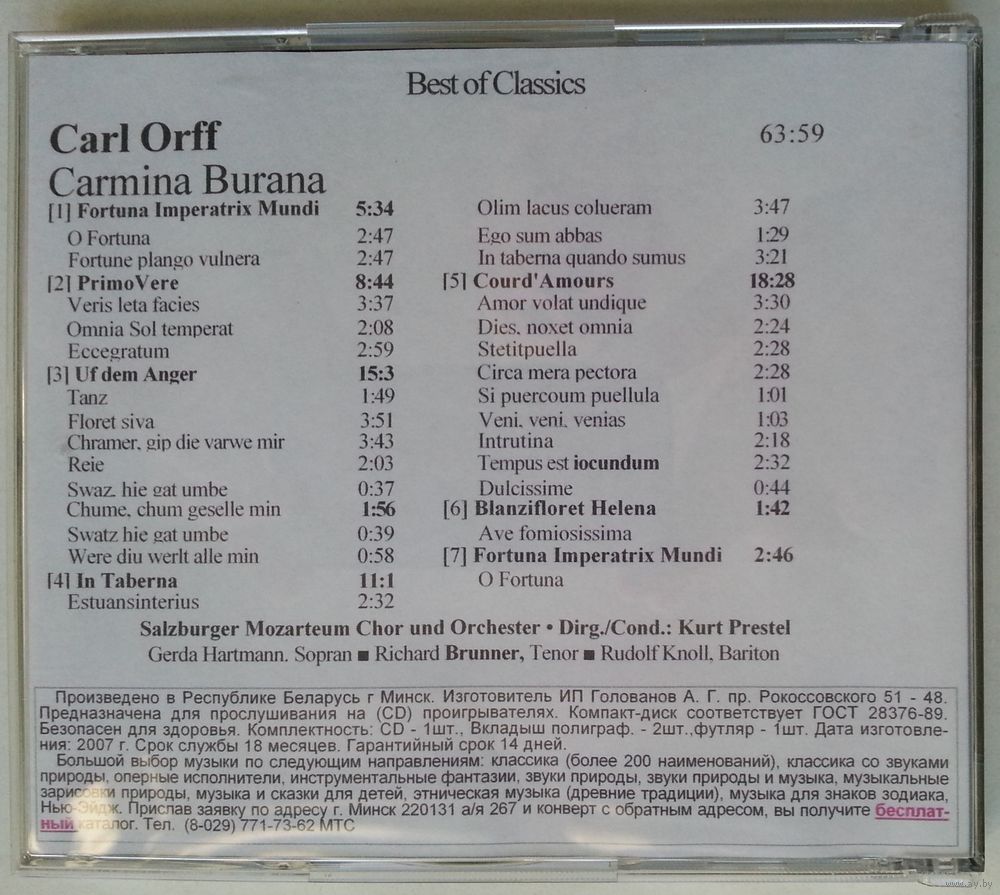 Best of Classics
Carl Orff
63:59
Carmina Burana
[1] Fortuna Imperatrix Mundi 5:34
O Fortuna 2:47
Fortune plango vulnera 2:47
[2] PrimoVere 8:44
Veris leta facies 3:37
Omnia Sol temperat 2:08
Eccegratum 2:59
[3] Uf dem Anger 15:3
Tanz 1:49
Floret siva 3:51
Chramer, gip die varwe mir 3:43
Reie 2:03
Swaz, hie gat umbe 0:37
Chume, chum geselle min 1:56
Swatz hie gat umbe 0:39
Were diu werlt alle min 0:58
[4] In Taberna 11:1
Estuansinterius 2:32
Olim lacus colueram 3:47
Ego sum abbas 1:29
In taberna quando sumus 3:21
[5] Courd'Amours 18:28
Amor volat undique 3:30
Dies, noxet omnia 2:24
Stetitpuella 2:28
Circa mera pectora 2:28
Si puercoum puellula 1:01
Veni, veni, venias 1:03
Intrutina 2:18
Tempus est iocundum 2:32
Dulcissime 0:44
[6] Blanzifloret Helena 1:42
Ave fomiosissima
[7] Fortuna Imperatrix Mundi 2:46
O Fortuna
Salzburger Mozarteum Chor und Orchester • Dirg./Cond.: Kurt Prestel
Gerda Hartmann. Sopran ■ Richard Brunner, Tenor ■ Rudolf Knoll, Bariton
Произведено в Республике Беларусь г Минск. Изготовитель ИП Голованов А. Г. пр. Рокоссовского 51 - 48.
Предназначена для прослушивания на (CD) проигрывателях. Компакт-диск соответствует ГОСТ 28376-89.
Безопасен для здоровья. Комплектность: CD - 1шт., Вкладыш полиграф. - 2шт.,футляр - 1шт. Дата изготовле-
ния: 2007 г. Срок службы 18 месяцев. Гарантийный срок 14 дней.
Большой выбор музыки по следующим направлениям: классика (более 200 наименований), классика со звуками
природы, оперные исполнители, инструментальные фантазии, звуки природы, звуки природы и музыка, музыкальные
зарисовки природы, музыка и сказки для детей, этническая музыка (древние традиции), музыка для знаков зодиака,
Нью-Эйдж. Прислав заявку по адресу г. Минск 220131 а/я 267 и конверт с обратным адресом, вы получите бесплат-
ный каталог. Тел. (8-029) 771-73-62 МТС
www.ay.by